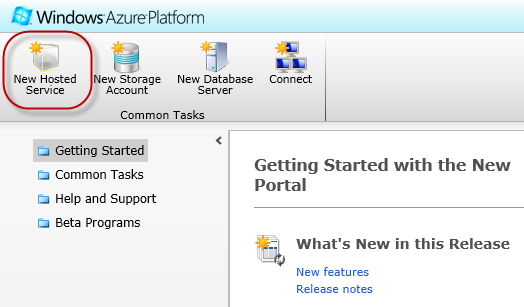 Windows Azure Platform
New Hosted
Service
New Storage
Account
New Database
Server
Connect
Common Tasks
Getting Started
Common Tasks
Help and Support
Beta Programs
Getting Started with the New
Portal
What's New in this Release
New features
Release notes